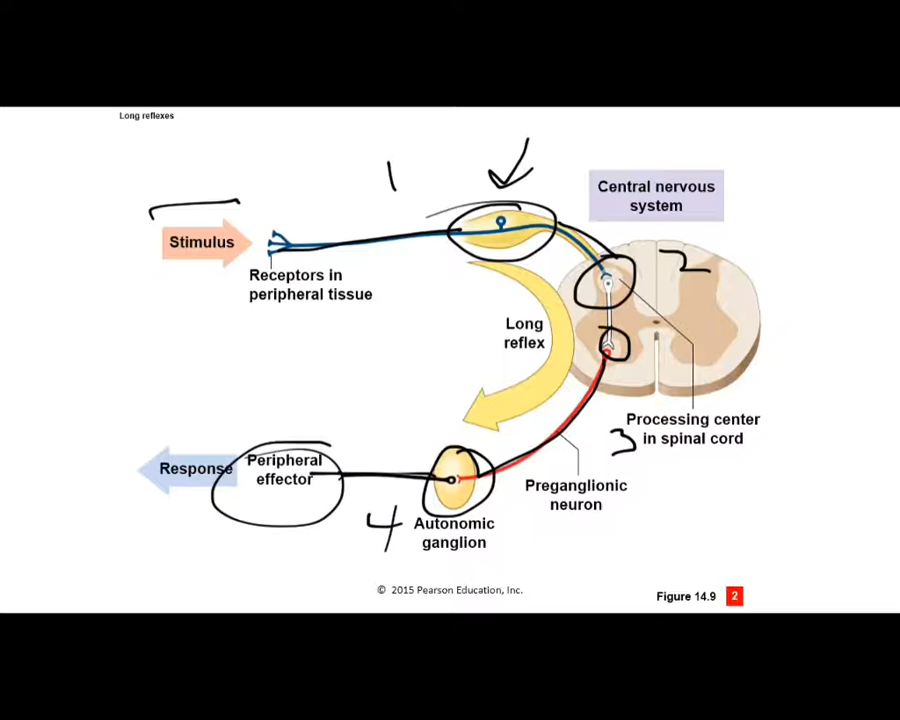 Long reflexes
1
Central nervous
system
Stimulus
2
Receptors in
peripheral tissue
Long
reflex
Processing center
in spinal cord
3
Response
Peripheral
effector
Preganglionic
neuron
4
Autonomic
ganglion
© 2015 Pearson Education, Inc.
Figure 14.9 2